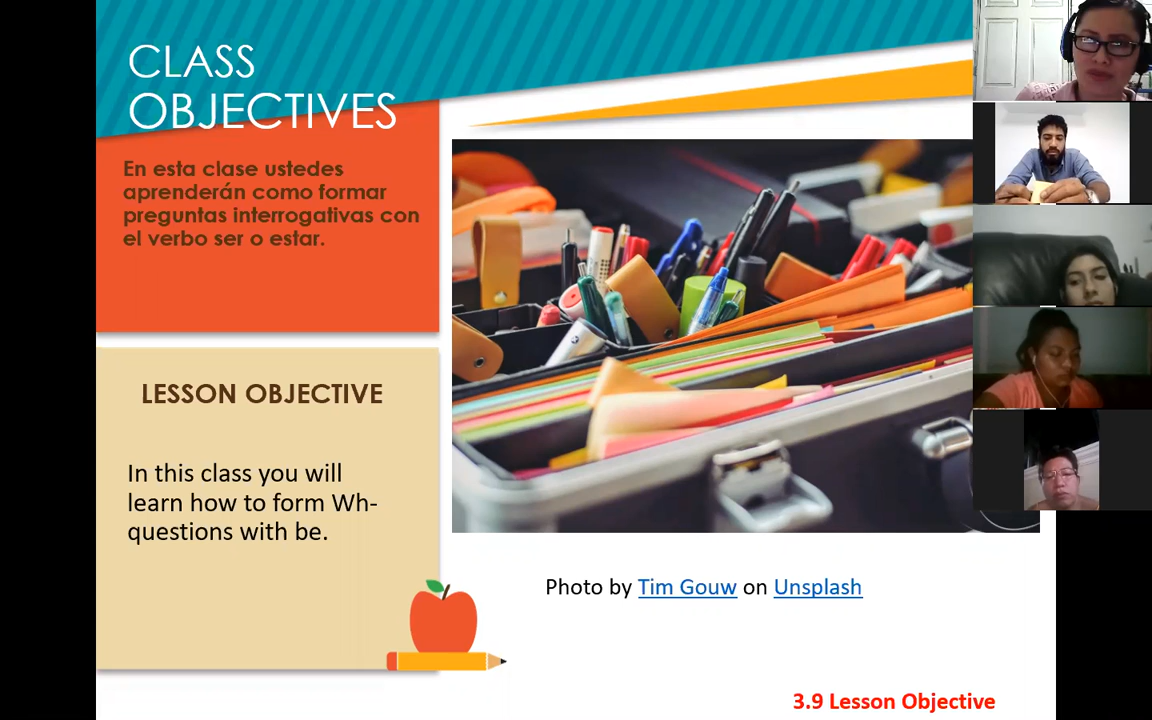 CLASS
OBJECTIVES
En esta clase ustedes
aprenderán como formar
preguntas interrogativas con
el verbo ser o estar.
LESSON OBJECTIVE
In this class you will
learn how to form Wh-
questions with be.
Photo by Tim Gouw on Unsplash
3.9 Lesson Objective